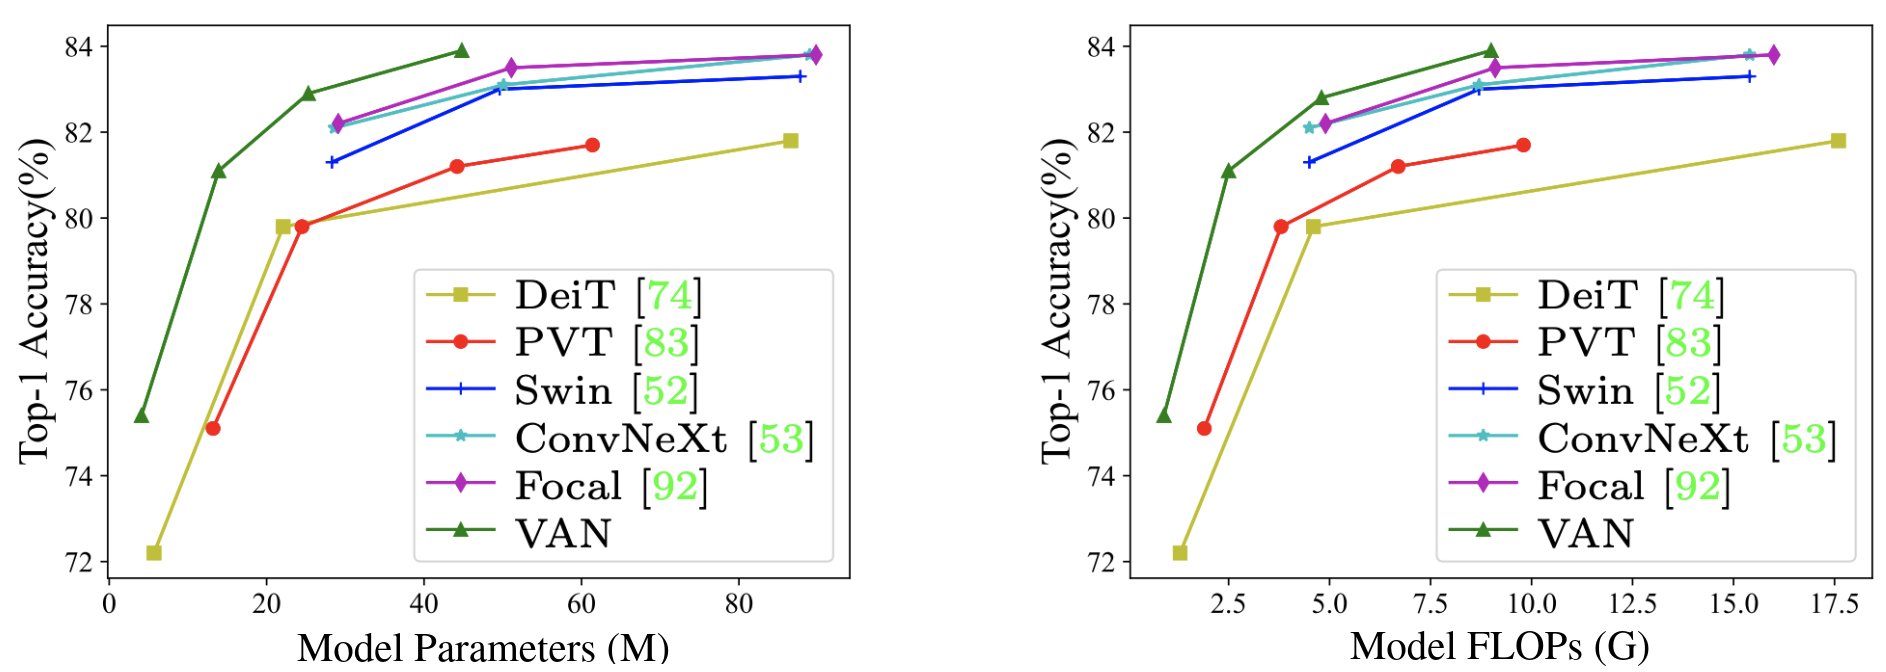 84
82
80
78
76
74
72
Top-1 Accuracy(%)
DeiT [74]
PVT [83]
Swin [52]
ConvNeXt [53]
Focal [92]
VAN
0 20 40 60 80
Model Parameters (M)
84
82
80
78
76
74
72
Top-1 Accuracy(%)
DeiT [74]
PVT [83]
Swin [52]
ConvNeXt [53]
Focal [92]
VAN
2.5 5.0 7.5 10.0 12.5 15.0 17.5
Model FLOPs (G)